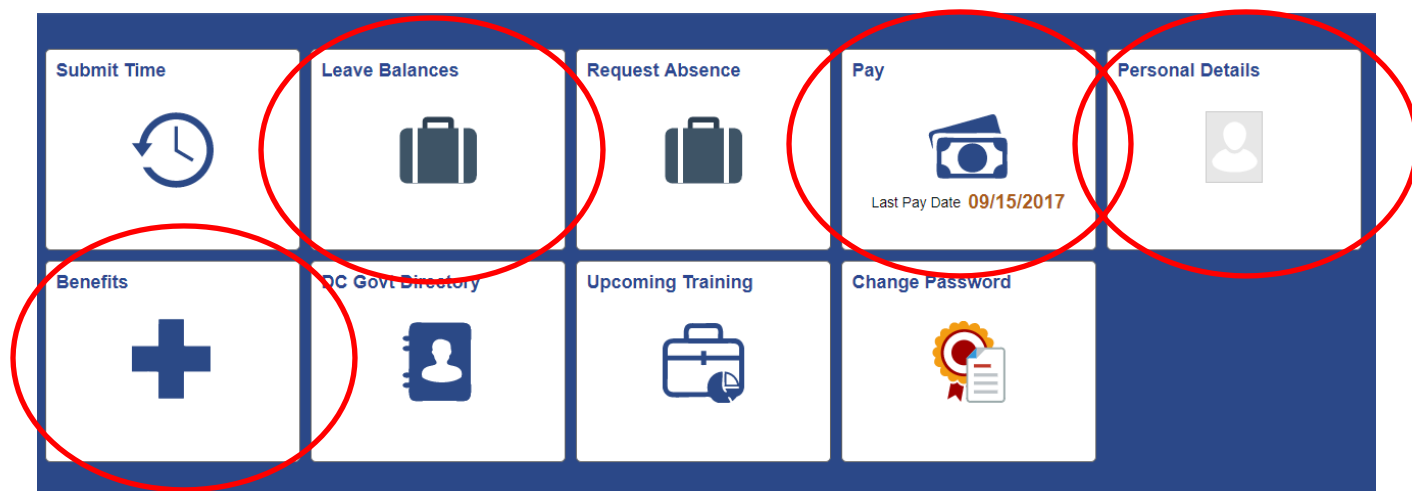 Submit Time
Leave Balances
Request Absence
Pay
Last Pay Date 09/15/2017
Personal Details
Benefits
DC Govt Directory
Upcoming Training
Change Password